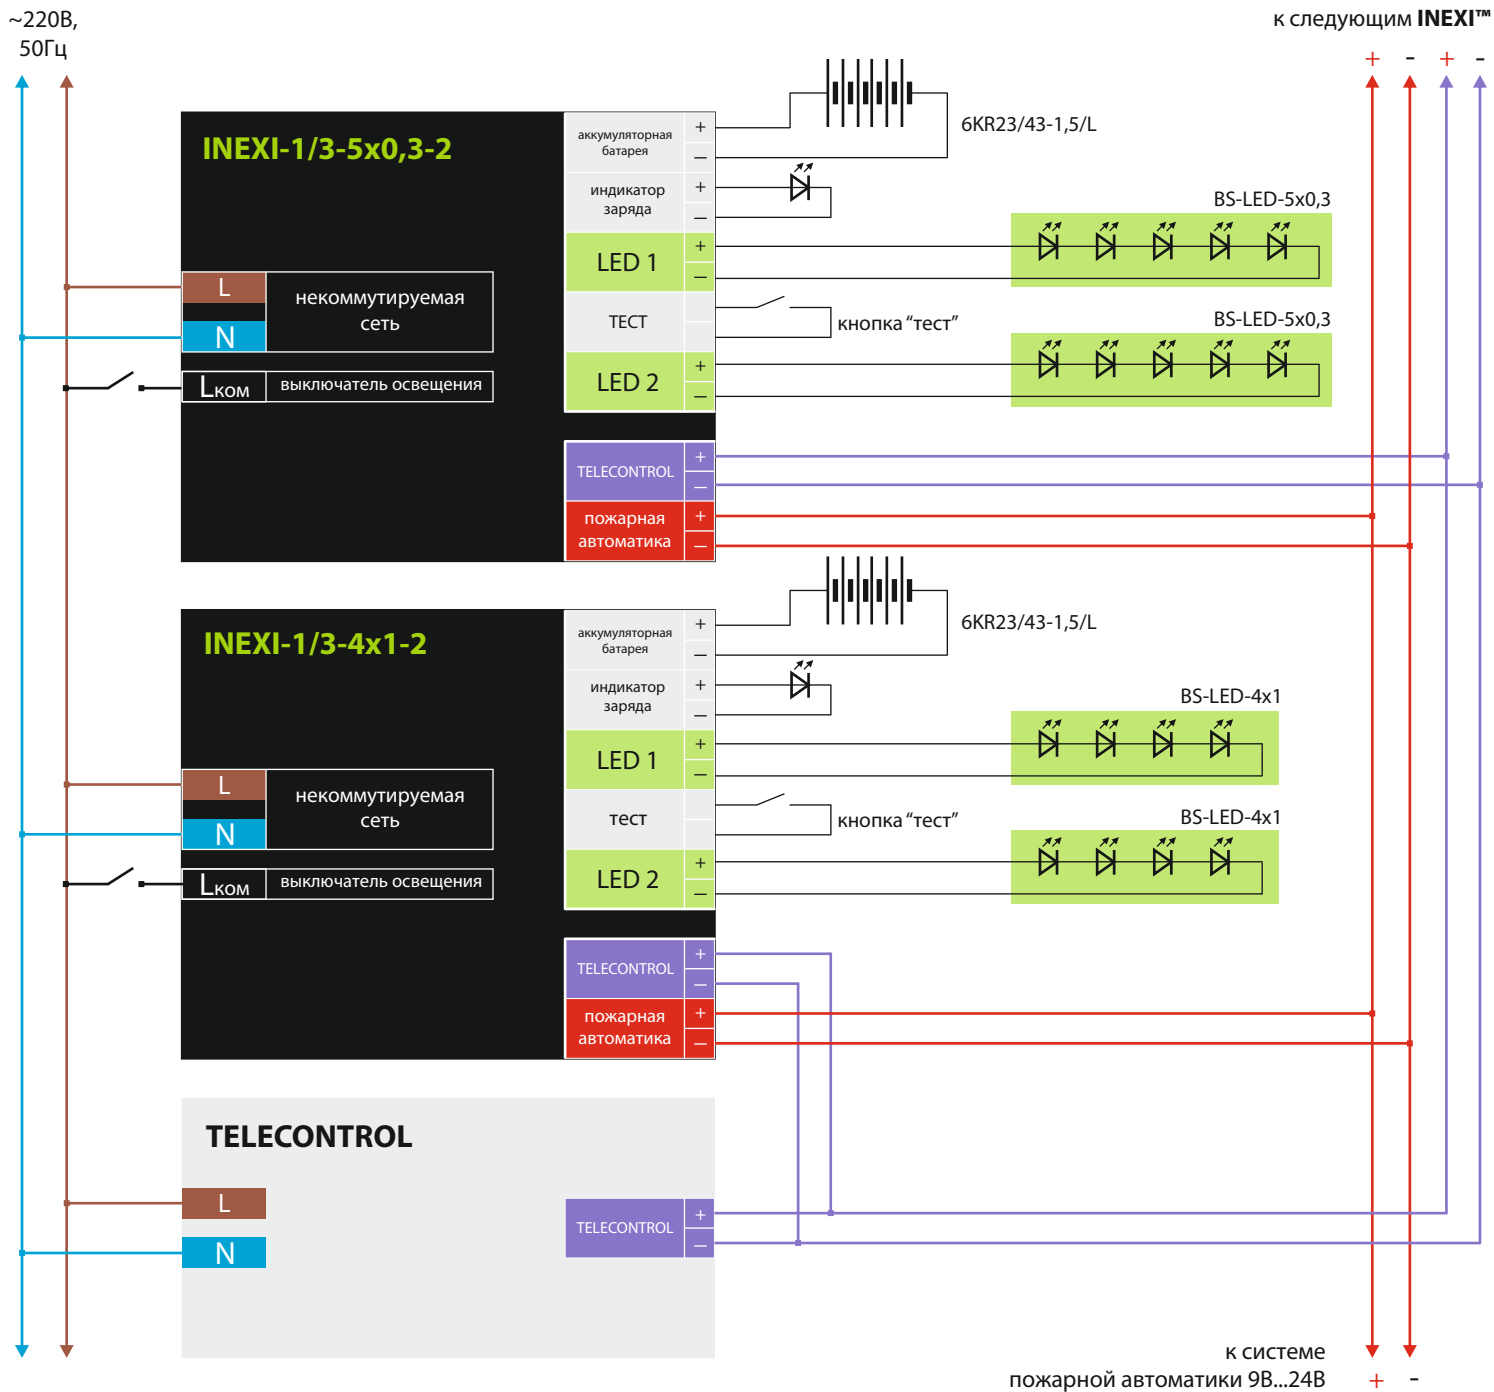 ~220В,
50Гц
к следующим INEXI™
+ - + -
INEXI-1/3-5x0,3-2
аккумуляторная
батарея
+
–
6KR23/43-1,5/L
индикатор
заряда
+
–
BS-LED-5x0,3
LED 1
+
–
L
N
некоммутируемая
сеть
ТЕСТ
кнопка “тест”
BS-LED-5x0,3
LED 2
+
–
Lком
выключатель освещения
TELECONTROL
+
–
пожарная
автоматика
+
–
INEXI-1/3-4x1-2
аккумуляторная
батарея
+
–
6KR23/43-1,5/L
индикатор
заряда
+
–
BS-LED-4x1
LED 1
+
–
L
N
некоммутируемая
сеть
тест
кнопка “тест”
BS-LED-4x1
LED 2
+
–
Lком
выключатель освещения
TELECONTROL
+
–
пожарная
автоматика
+
–
TELECONTROL
L
N
TELECONTROL
+
–
к системе
пожарной автоматики 9В...24В
+ -